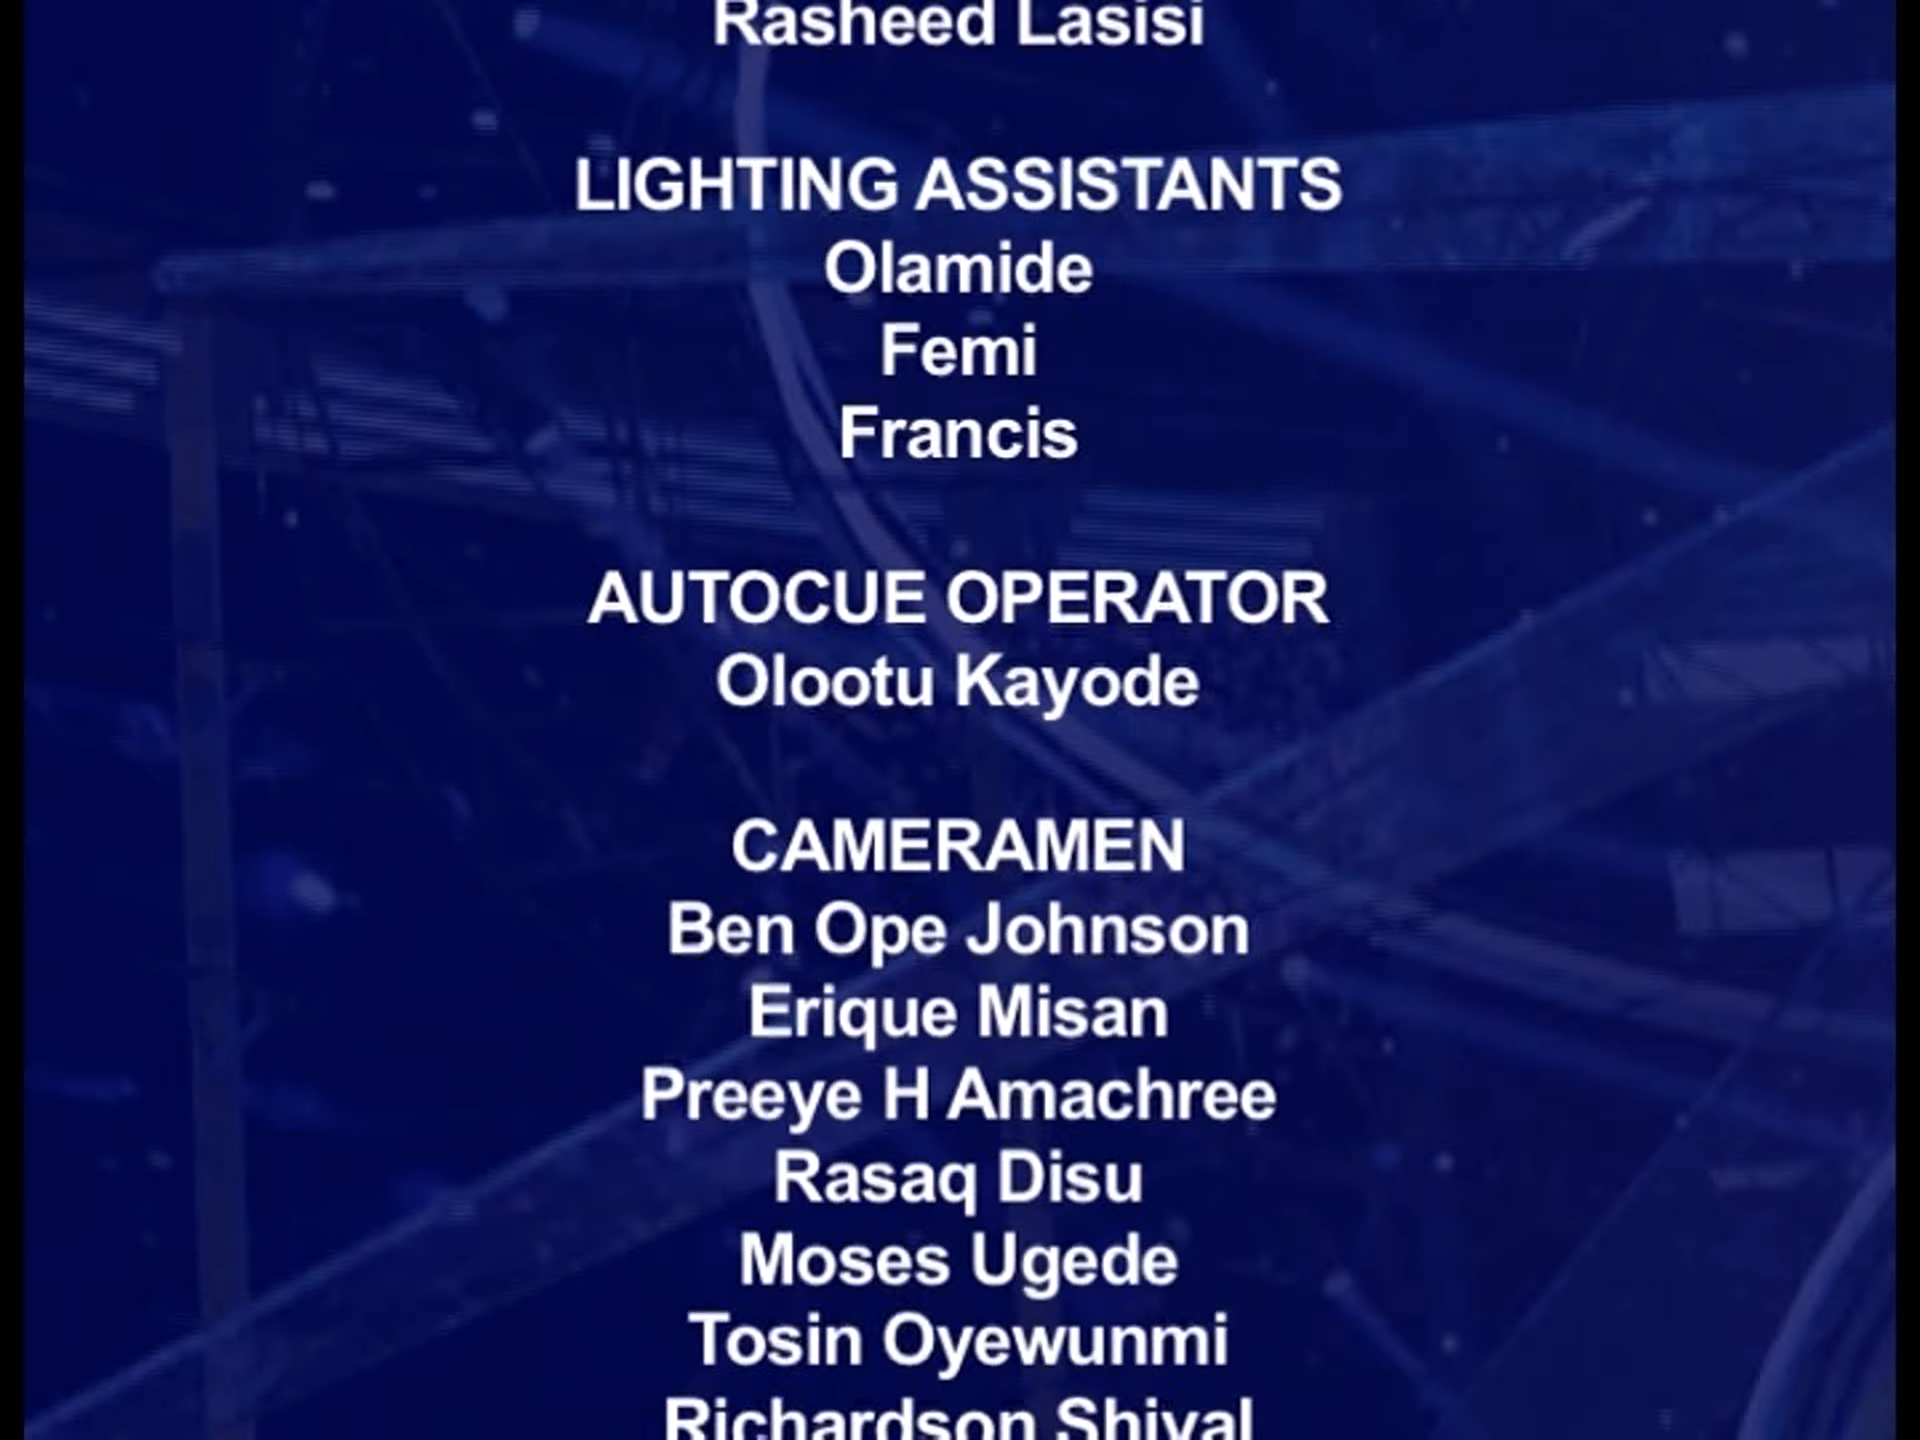 Rasheed Lasisi
LIGHTING ASSISTANTS
Olamide
Femi
Francis
AUTOCUE OPERATOR
Olootu Kayode
CAMERAMEN
Ben Ope Johnson
Erique Misan
Preeye H Amachree
Rasaq Disu
Moses Ugede
Tosin Oyewunmi
Richardson